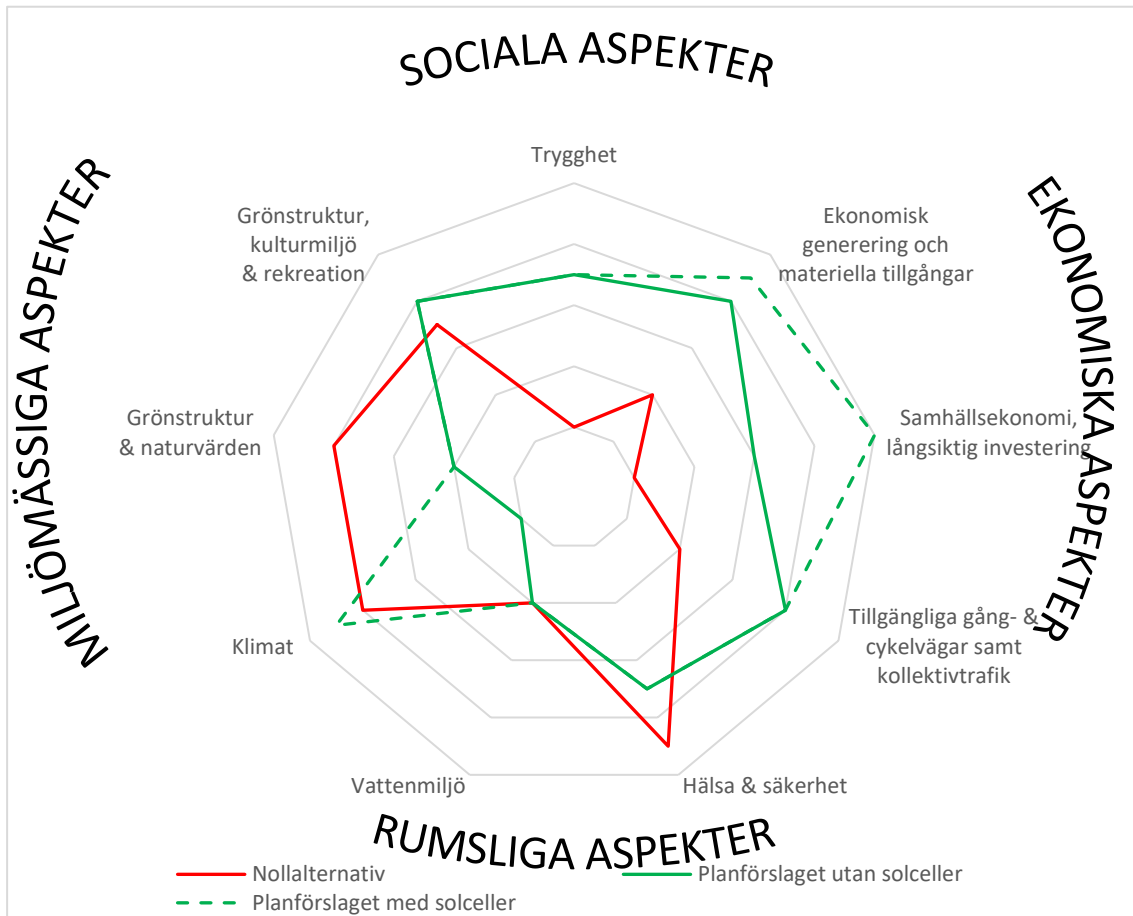 SOCIALA ASPEKTER
Trygghet
Grönstruktur,
kulturmiljö
& rekreation
Ekonomisk
generering och
materiella tillgångar
MILJÖMÄSSIGA ASPEKTER
EKONOMISKA ASPEKTER
Grönstruktur
& naturvärden
Samhällsekonomi,
långsiktig investering
Klimat
Tillgängliga gång- &
cykelvägar samt
kollektivtrafik
Vattenmiljö
Hälsa & säkerhet
RUMSLIGA ASPEKTER
Nollalternativ
Planförslaget utan solceller
Planförslaget med solceller